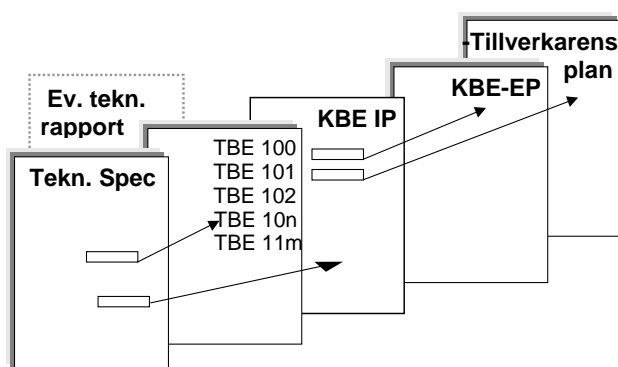 -Tillverkarens
plan
KBE-EP
KBE IP
Ev. tekn.
rapport
TBE 100
TBE 101
TBE 102
TBE 10n
TBE 11m
Tekn. Spec